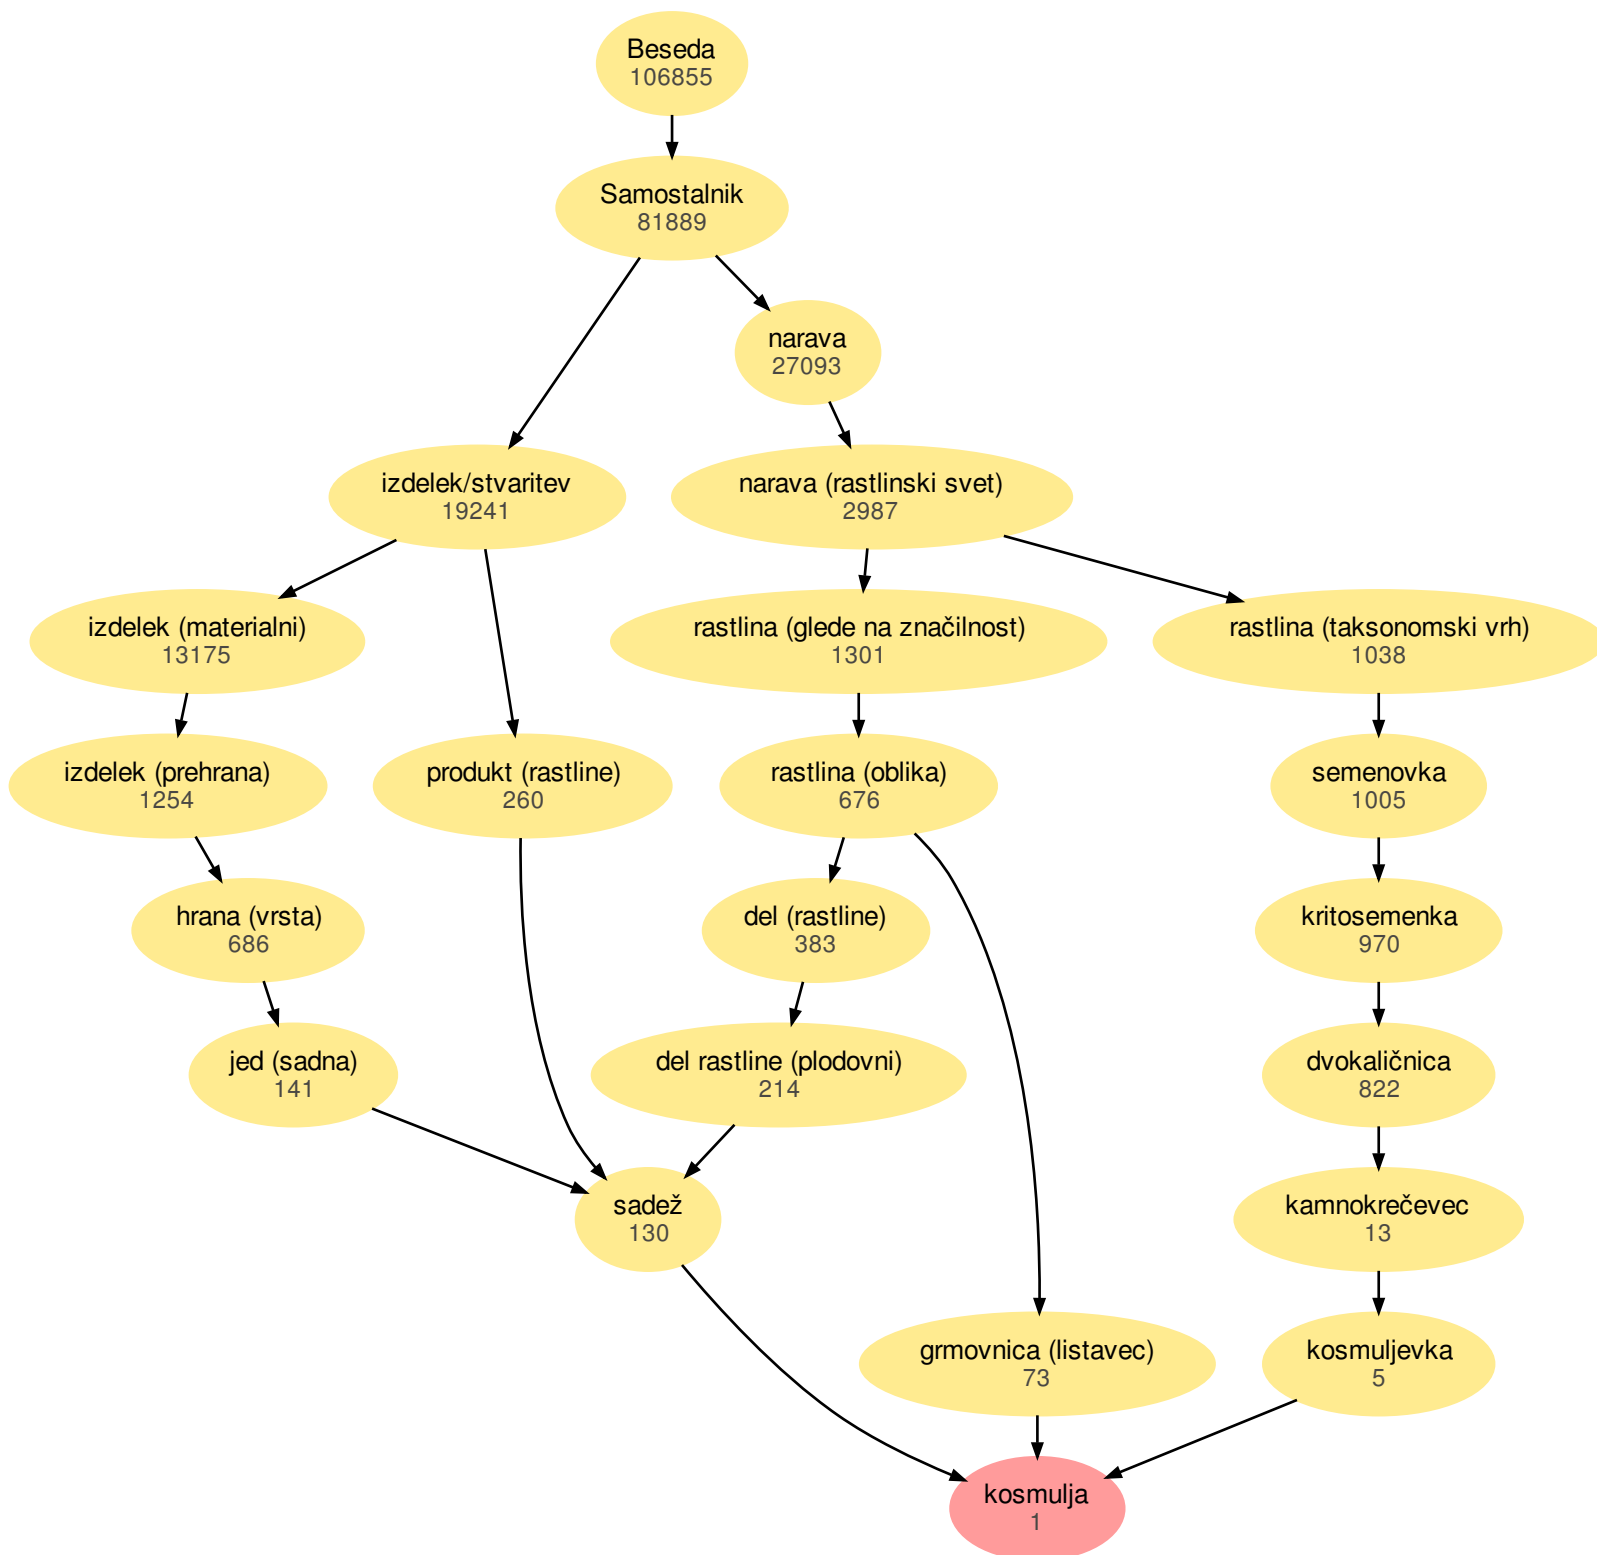 Beseda
106855
Samostalnik
81889
narava
27093
izdelek/stvaritev
19241
narava (rastlinski svet)
2987
izdelek (materialni)
13175
rastlina (glede na značilnost)
1301
rastlina (taksonomski vrh)
1038
izdelek (prehrana)
1254
produkt (rastline)
260
rastlina (oblika)
676
semenovka
1005
hrana (vrsta)
686
del (rastline)
383
kritosemenka
970
jed (sadna)
141
del rastline (plodovni)
214
dvokaličnica
822
sadež
130
kamnokrečevec
13
grmovnica (listavec)
73
kosmuljevka
5
kosmulja
1